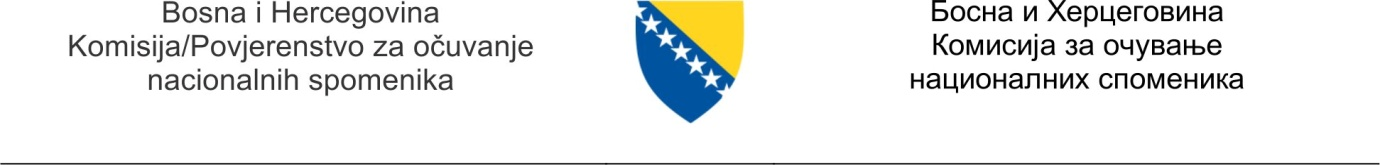 Bosna i Hercegovina
Komisija/Povjerenstvo za očuvanje
nacionalnih spomenika
Босна и Херцеговина
Комисија за очување
националних споменика